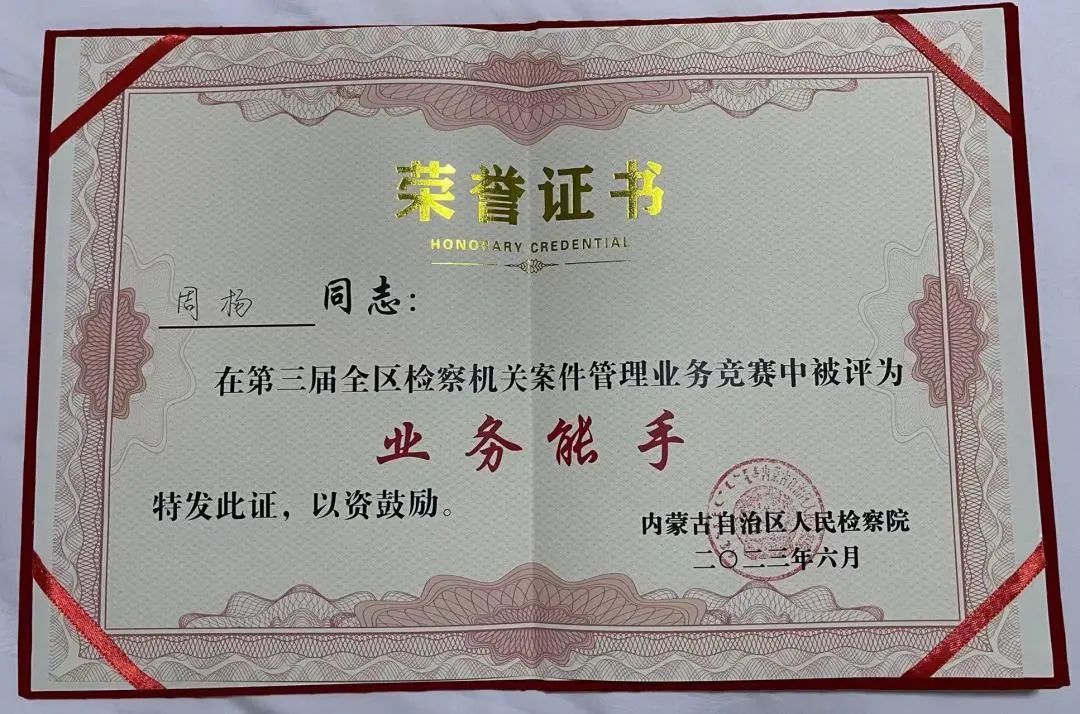 荣誉证书
HONORARY CREDENTIAL
周杨 同志：
在第三届全区检察机关案件管理业务竞赛中被评为
业务能手
特发此证，以资鼓励。
内蒙古自治区人民检察院
二〇二三年六月